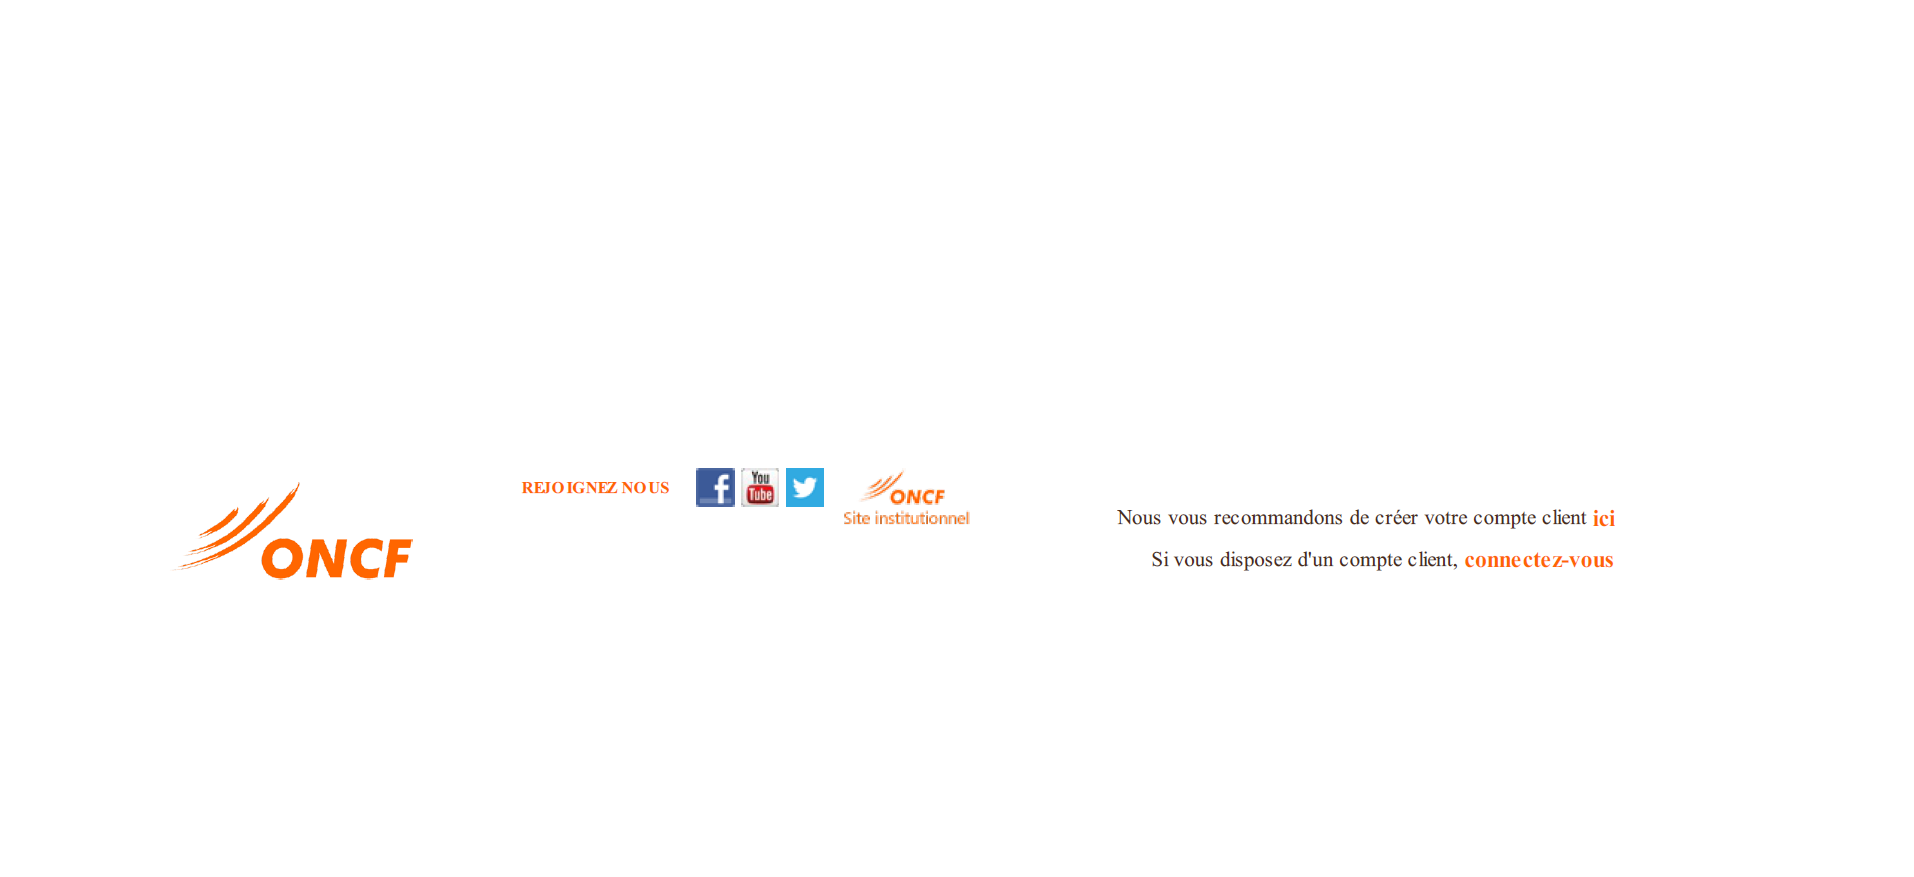 ONCF
REJOIGNEZ NOUS
You
Tube
ONCF
Site institutionnel
Nous vous recommandons de créer votre compte client ici
Si vous disposez d'un compte client, connectez-vous